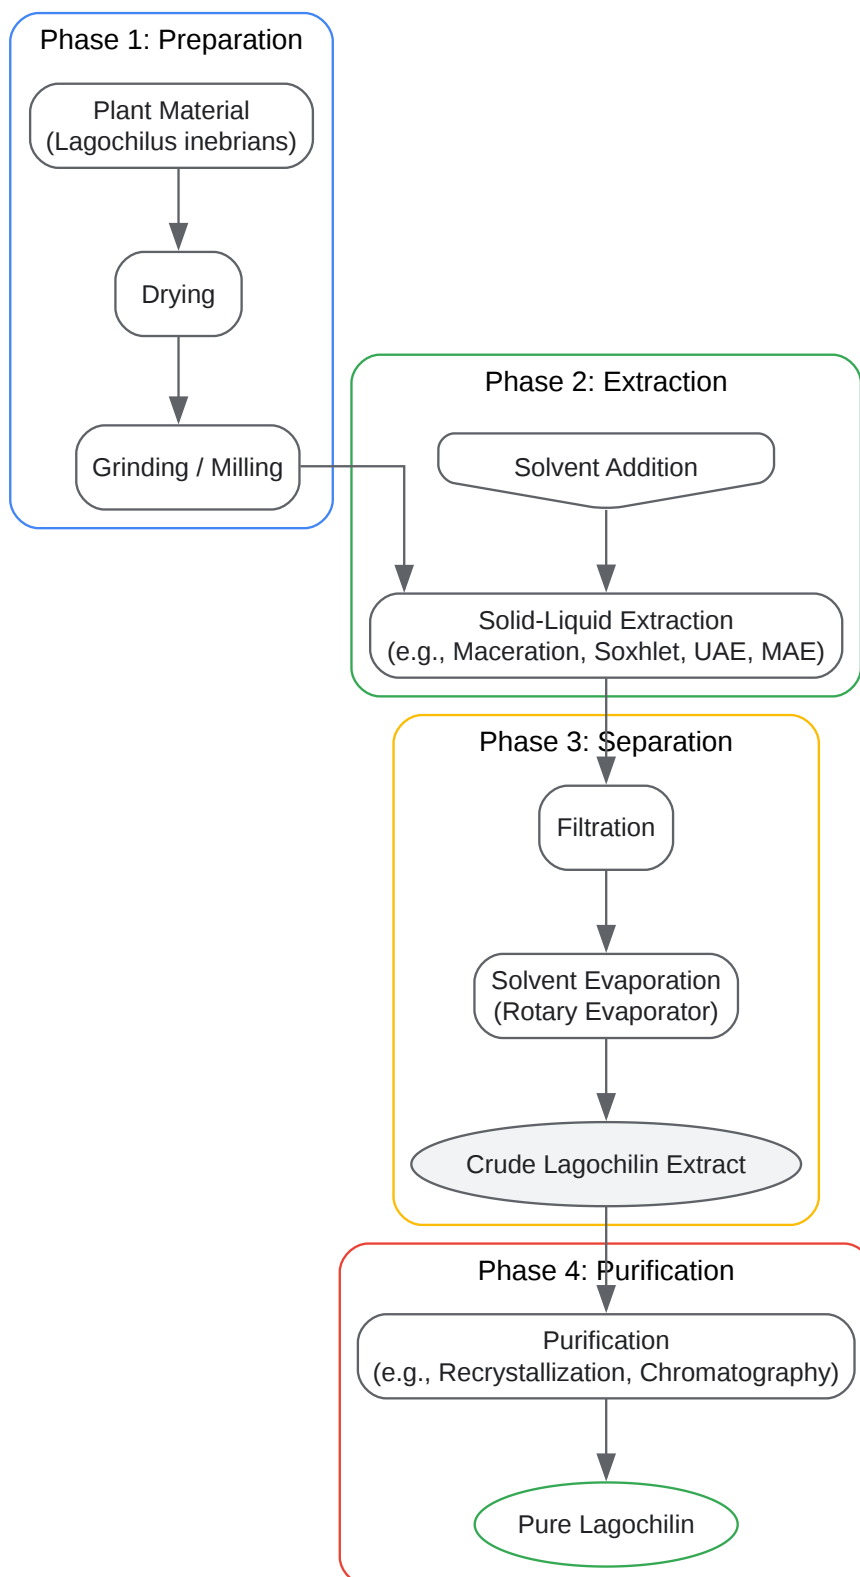 Phase 1: Preparation
Plant Material
(Lagochilus inebrians)
Drying
Grinding / Milling
Phase 2: Extraction
Solvent Addition
Solid-Liquid Extraction
(e.g., Maceration, Soxhlet, UAE, MAE)
Phase 3: Separation
Filtration
Solvent Evaporation
(Rotary Evaporator)
Crude Lagochilin Extract
Phase 4: Purification
Purification
(e.g., Recrystallization, Chromatography)
Pure Lagochilin